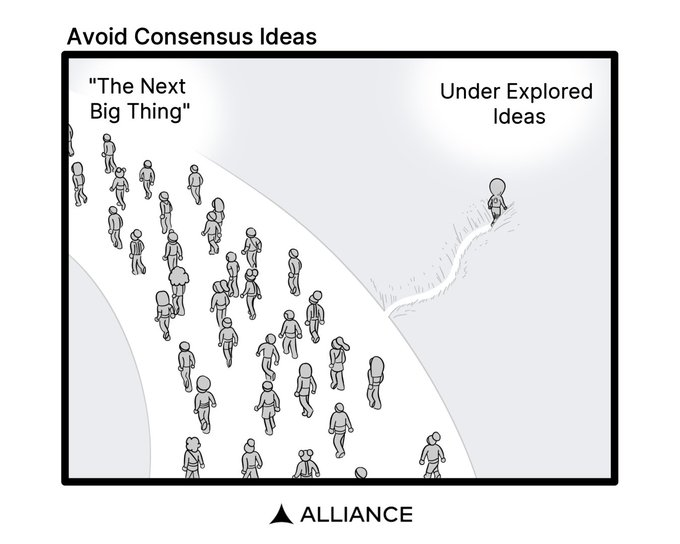 Avoid Consensus Ideas
"The Next
Big Thing"
Under Explored
Ideas
ALLIANCE